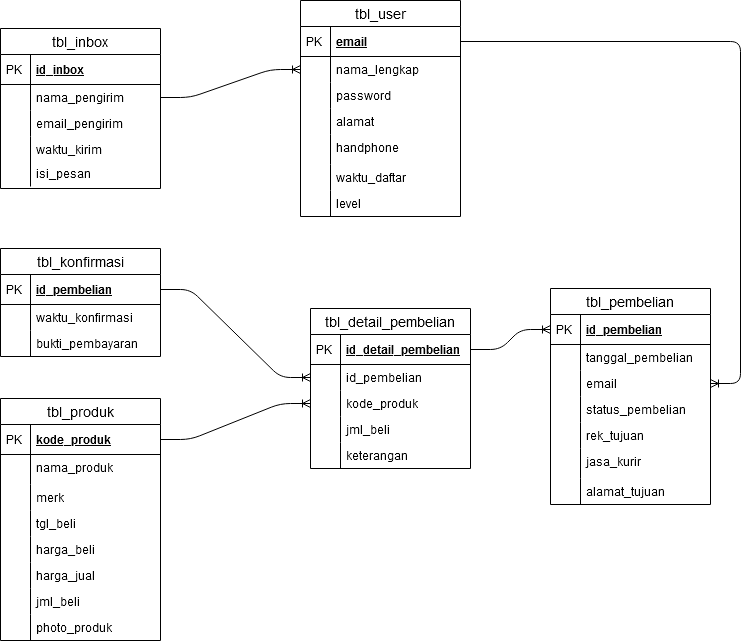 tbl_user
PK email
nama_lengkap
password
alamat
handphone
waktu_daftar
level
tbl_inbox
PK id_inbox
nama_pengirim
email_pengirim
waktu_kirim
isi_pesan
tbl_konfirmasi
PK id_pembelian
waktu_konfirmasi
bukti_pembayaran
tbl_detail_pembelian
PK id_detail_pembelian
id_pembelian
kode_produk
jml_beli
keterangan
tbl_pembelian
PK id_pembelian
tanggal_pembelian
email
status_pembelian
rek_tujuan
jasa_kurir
alamat_tujuan
tbl_produk
PK kode_produk
nama_produk
merk
tgl_beli
harga_beli
harga_jual
jml_beli
photo_produk